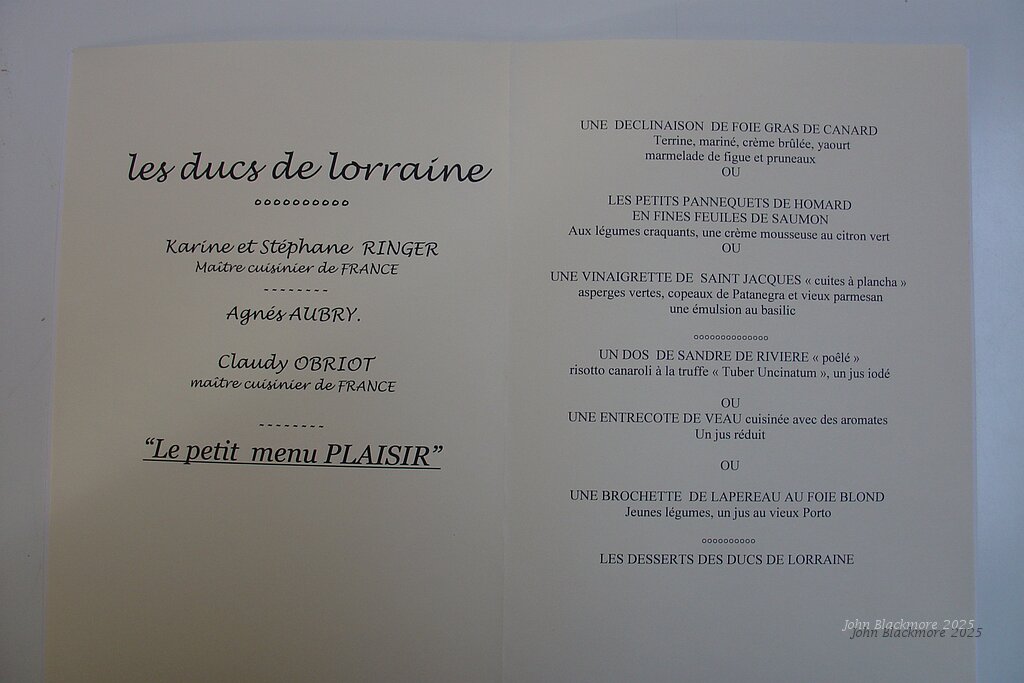 les ducs de lorraine
°°°°°°°°°°
Karine et Stéphane RINGER
Maître cuisinier de FRANCE
--------
Agnés AUBRY.
Claudy OBRIOT
maître cuisinier de FRANCE
--------
“Le petit menu PLAISIR”
UNE DECLINAISON DE FOIE GRAS DE CANARD
Terrine, mariné, crème brûlée, yaourt
marmelade de figue et pruneaux
OU
LES PETITS PANNEQUETS DE HOMARD
EN FINES FEUILES DE SAUMON
Aux légumes craquants, une crème mousseuse au citron vert
OU
UNE VINAIGRETTE DE SAINT JACQUES « cuites à plancha »
asperges vertes, copeaux de Patanegra et vieux parmesan
une émulsion au basilic
°°°°°°°°°°°°°°
UN DOS DE SANDRE DE RIVIERE « poêlé »
risotto canaroli à la truffe « Tuber Uncinatum », un jus iodé
OU
UNE ENTRECOTE DE VEAU cuisinée avec des aromates
Un jus réduit
OU
UNE BROCHETTE DE LAPEREAU AU FOIE BLOND
Jeunes légumes, un jus au vieux Porto
°°°°°°°°°°
LES DESSERTS DES DUCS DE LORRAINE
John Blackmore 2025
John Blackmore 2025